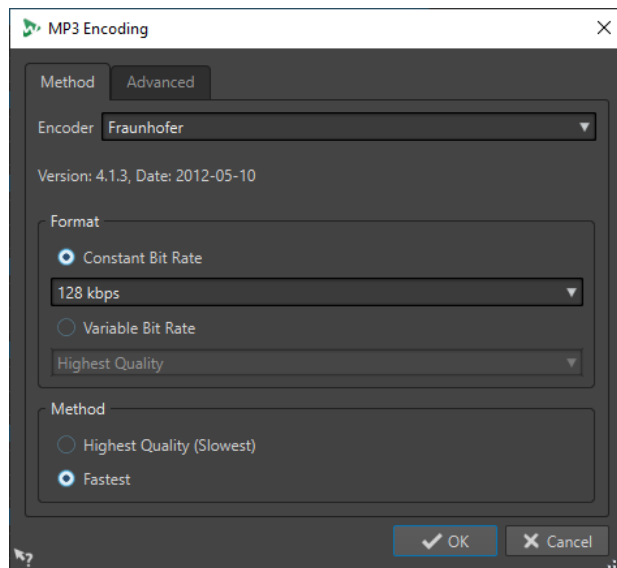 MP3 Encoding
Method Advanced
Encoder Fraunhofer
Version: 4.1.3, Date: 2012-05-10
Format
Constant Bit Rate
128 kbps
Variable Bit Rate
Highest Quality
Method
Highest Quality (Slowest)
Fastest
OK Cancel
?